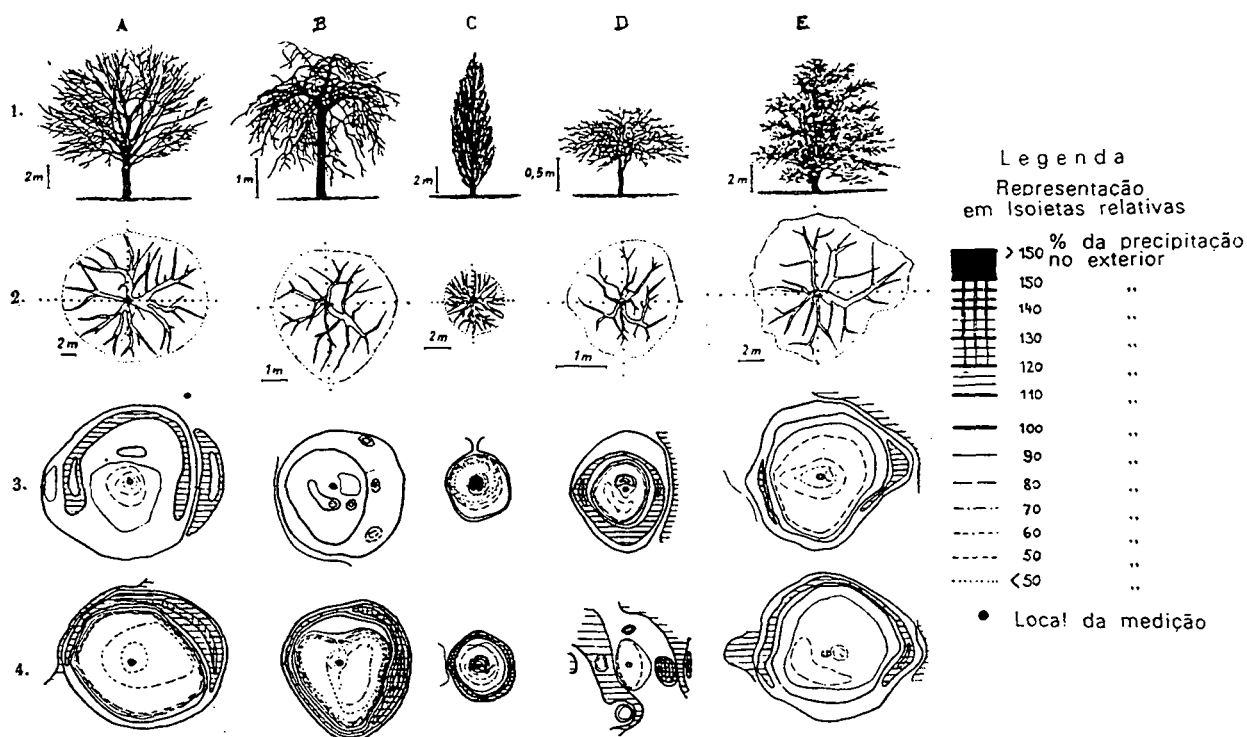 A B C D E
1.
2m
1m
2m
0,5m
2m
2.
2m
1m
2m
1m
2m
3.
4.
Legenda
Representação
em Isoietas relativas
> 150 % da precipitação
no exterior
150 "
140 "
130 "
120 "
110 "
100 "
90 "
80 "
70 "
60 "
50 "
<50 "
Local da medição